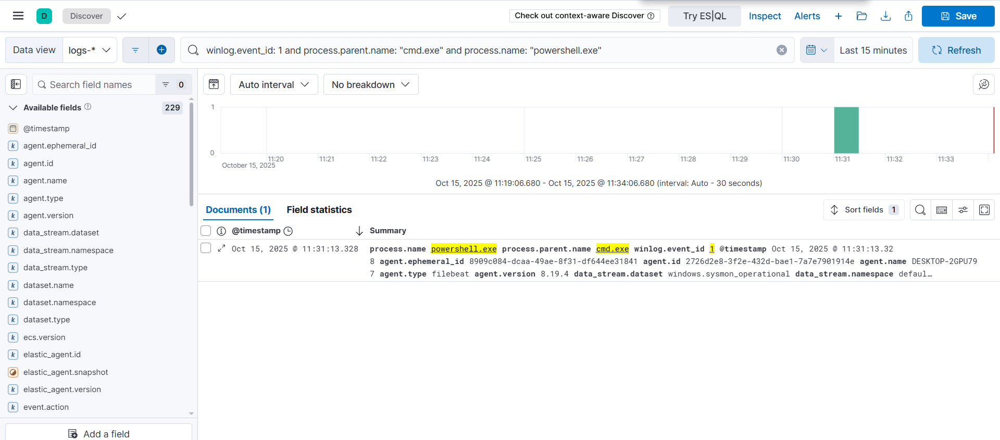 D Discover Check out context-aware Discover Try ES|QL Inspect Alerts Save
Data view logs-* winlog.event_id: 1 and process.parent.name: "cmd.exe" and process.name: "powershell.exe" Last 15 minutes Refresh
Search field names 0
Auto interval No breakdown
Available fields 229
@timestamp
k agent.ephemeral_id
k agent.id
k agent.name
k agent.type
k agent.version
k data_stream.dataset
k data_stream.namespace
k data_stream.type
k dataset.name
k dataset.namespace
k dataset.type
k ecs.version
k elastic_agent.id
elastic_agent.snapshot
k elastic_agent.version
k event.action
Add a field
1
0
11:20 11:21 11:22 11:23 11:24 11:25 11:26 11:27 11:28 11:29 11:30 11:31 11:32 11:33
October 15, 2025
Oct 15, 2025 @ 11:19:06.680 - Oct 15, 2025 @ 11:34:06.680 (interval: Auto - 30 seconds)
Documents (1) Field statistics Sort fields 1
@timestamp Summary
Oct 15, 2025 @ 11:31:13.328 process.name powershell.exe process.parent.name cmd.exe winlog.event_id 1 @timestamp Oct 15, 2025 @ 11:31:13.32
8 agent.ephemeral_id 8909c084-dcaa-49ae-8f31-df644ee31841 agent.id 2726d2e8-3f2e-432d-bae1-7a7e7901914e agent.name DESKTOP-2GPU79
7 agent.type filebeat agent.version 8.19.4 data_stream.dataset windows.sysmon_operational data_stream.namespace defaul…